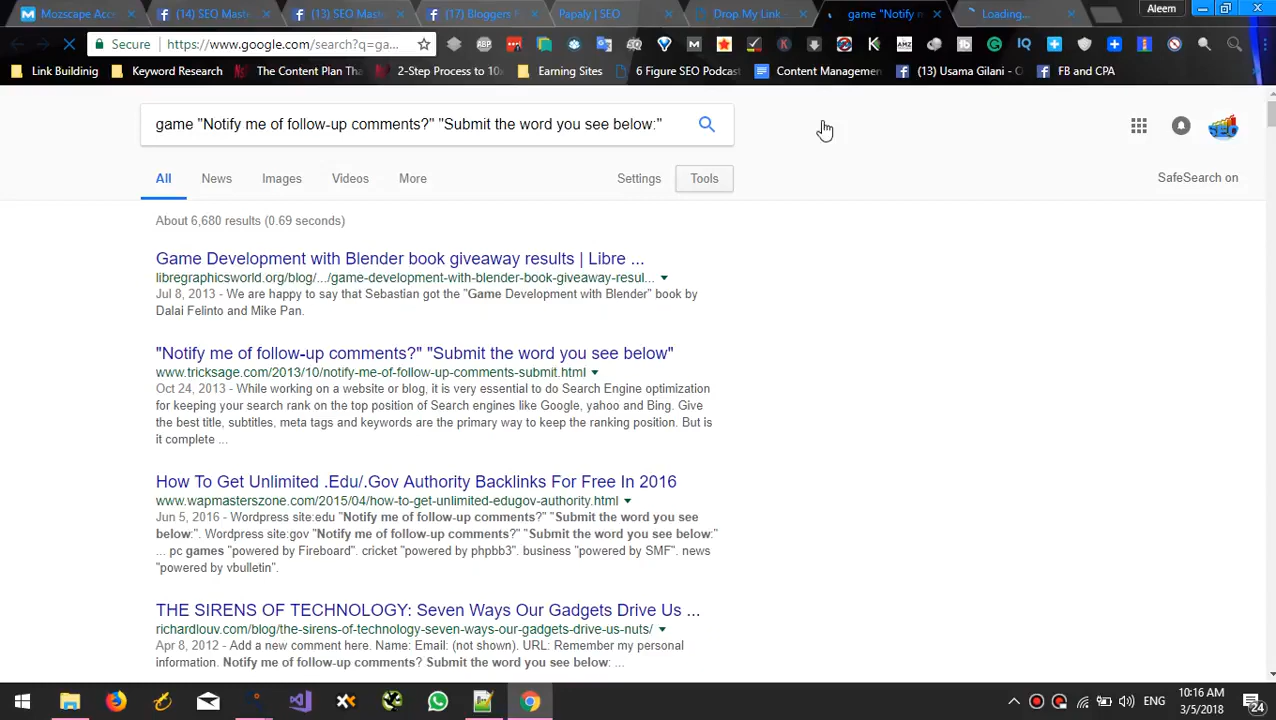 Mozscape Acc
(14) SEO Maste
(13) SEO Mast
(17) Bloggers F
Papaly | SEO
Drop My Link -
game "Notify m
Loading...
Aleem
Secure
https://www.google.com/search?q=ga...
Link Building
Keyword Research
The Content Plan Tha
2-Step Process to 10x
Earning Sites
6 Figure SEO Podcast
Content Managemen
(13) Usama Gilani - O
FB and CPA
game "Notify me of follow-up comments?" "Submit the word you see below:"
All
News
Images
Videos
More
Settings
Tools
SafeSearch on
About 6,680 results (0.69 seconds)
Game Development with Blender book giveaway results | Libre ...
libregraphicsworld.org/blog/.../game-development-with-blender-book-giveaway-resul...
Jul 8, 2013 - We are happy to say that Sebastian got the "Game Development with Blender" book by
Dalai Felinto and Mike Pan.
"Notify me of follow-up comments?" "Submit the word you see below"
www.tricksage.com/2013/10/notify-me-of-follow-up-comments-submit.html
Oct 24, 2013 - While working on a website or blog, it is very essential to do Search Engine optimization
for keeping your search rank on the top position of Search engines like Google, yahoo and Bing. Give
the best title, subtitles, meta tags and keywords are the primary way to keep the ranking position. But is
it complete ...
How To Get Unlimited .Edu/.Gov Authority Backlinks For Free In 2016
www.wapmasterszone.com/2015/04/how-to-get-unlimited-edugov-authority.html
Jun 5, 2016 - Wordpress site:edu "Notify me of follow-up comments?" "Submit the word you see
below:". Wordpress site:gov "Notify me of follow-up comments?" "Submit the word you see below:"
... pc games "powered by Fireboard". cricket "powered by phpbb3". business "powered by SMF". news
"powered by vbulletin".
THE SIRENS OF TECHNOLOGY: Seven Ways Our Gadgets Drive Us ...
richardlouv.com/blog/the-sirens-of-technology-seven-ways-our-gadgets-drive-us-nuts/
Apr 8, 2012 - Add a new comment here. Name: Email: (not shown). URL: Remember my personal
information. Notify me of follow-up comments? Submit the word you see below: ...
ENG
10:16 AM
3/5/2018
24